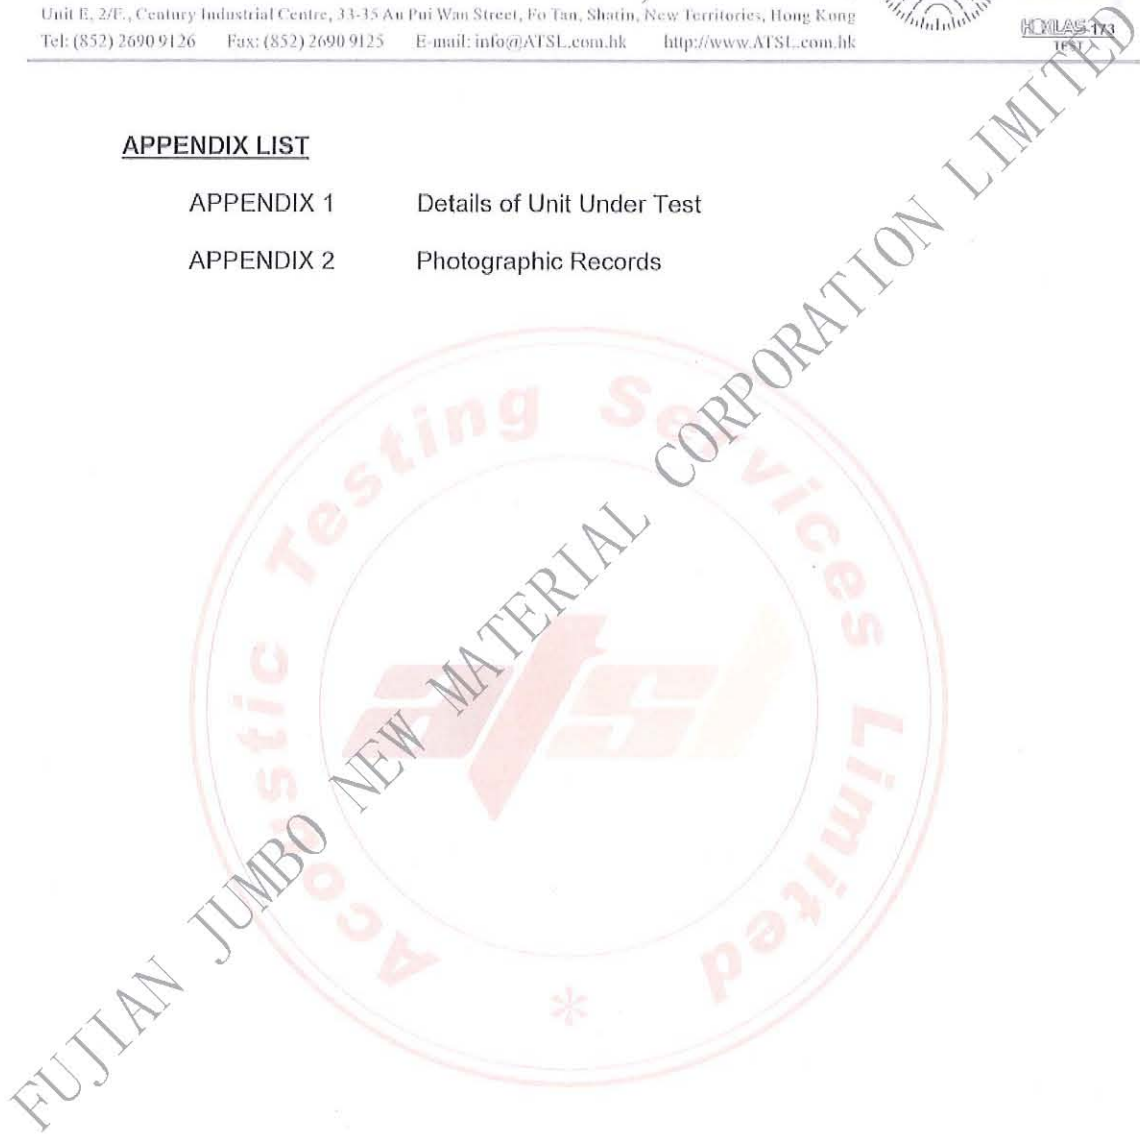 Unit E, 2/F., Century Industrial Centre, 33-35 Au Pui Wan Street, Fo Tan, Shatin, New Territories, Hong Kong
Tel: (852) 2690 9126 Fax: (852) 2690 9125 E-mail: info@ATSL.com.hk http://www.ATSL.com.hk
HOKLAS 173
TEST
APPENDIX LIST
APPENDIX 1 Details of Unit Under Test
APPENDIX 2 Photographic Records
Acoustic Testing Services Limited
atsl
*
FUJIAN JUMBO NEW MATERIAL CORPORATION LIMITED